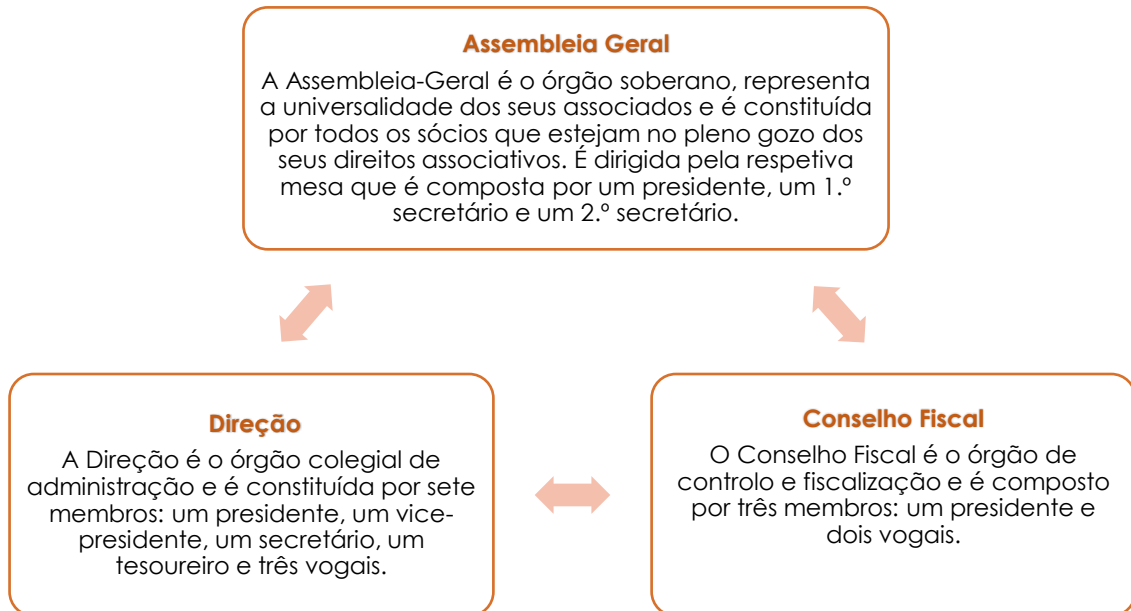 Assembleia Geral
A Assembleia-Geral é o órgão soberano, representa
a universalidade dos seus associados e é constituída
por todos os sócios que estejam no pleno gozo dos
seus direitos associativos. É dirigida pela respetiva
mesa que é composta por um presidente, um 1.º
secretário e um 2.º secretário.
Direção
A Direção é o órgão colegial de
administração e é constituída por sete
membros: um presidente, um vice-
presidente, um secretário, um
tesoureiro e três vogais.
Conselho Fiscal
O Conselho Fiscal é o órgão de
controlo e fiscalização e é composto
por três membros: um presidente e
dois vogais.